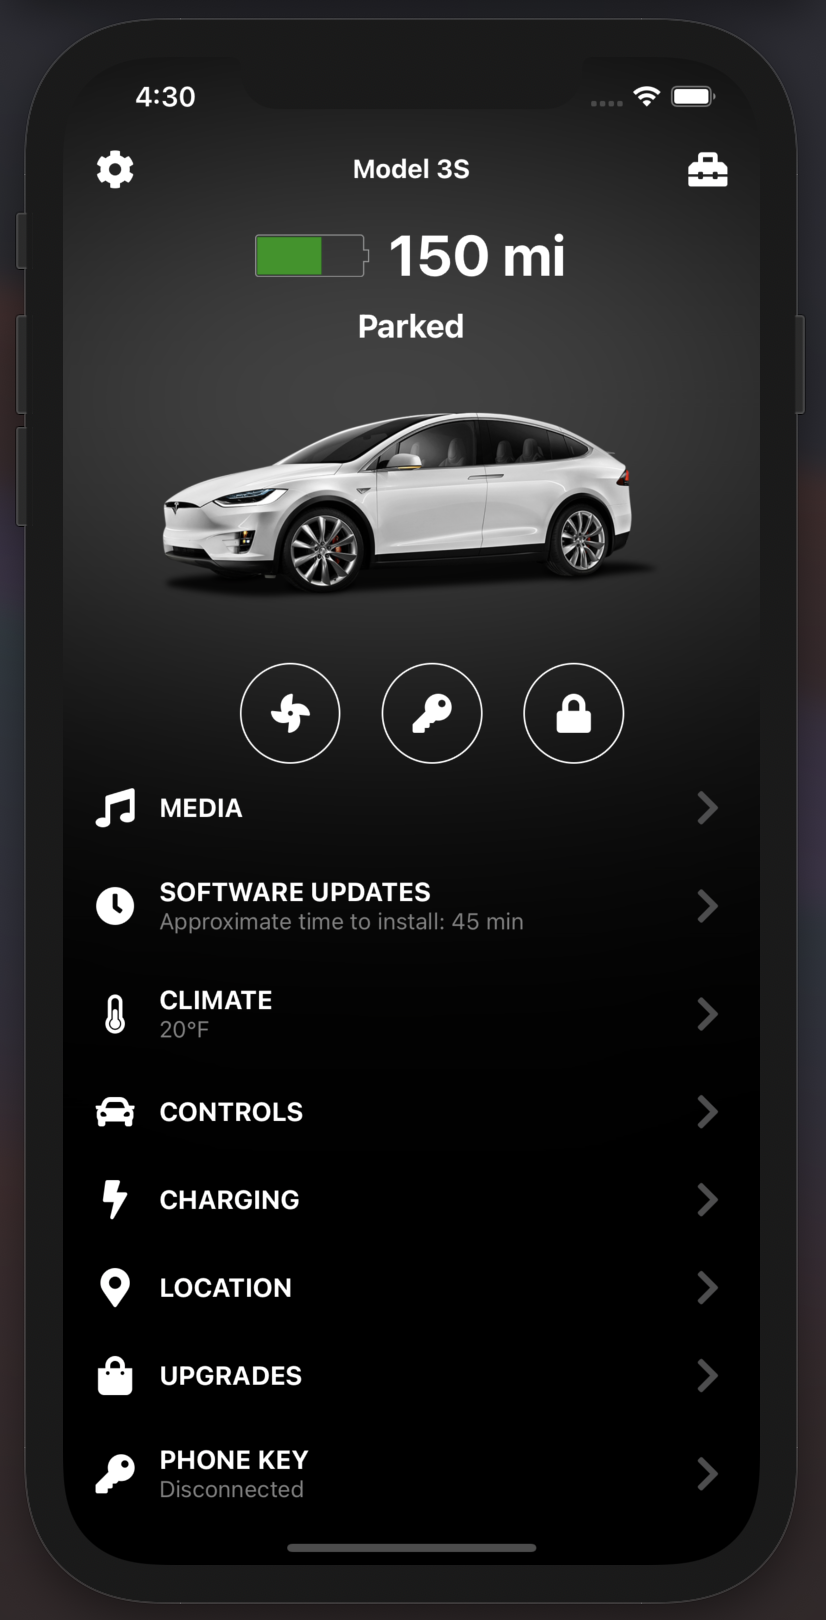 4:30
Model 3S
150 mi
Parked
MEDIA
SOFTWARE UPDATES
Approximate time to install: 45 min
CLIMATE
20°F
CONTROLS
CHARGING
LOCATION
UPGRADES
PHONE KEY
Disconnected